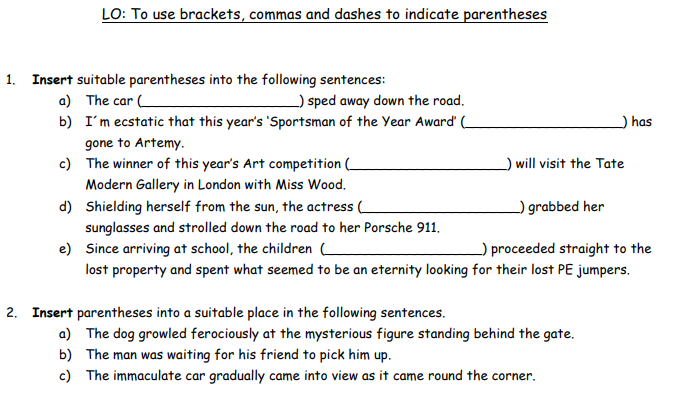 LO: To use brackets, commas and dashes to indicate parentheses
1. Insert suitable parentheses into the following sentences:
a) The car (______________________) sped away down the road.
b) I´m ecstatic that this year's 'Sportsman of the Year Award' (______________________) has
gone to Artemy.
c) The winner of this year's Art competition (______________________) will visit the Tate
Modern Gallery in London with Miss Wood.
d) Shielding herself from the sun, the actress (______________________) grabbed her
sunglasses and strolled down the road to her Porsche 911.
e) Since arriving at school, the children (______________________) proceeded straight to the
lost property and spent what seemed to be an eternity looking for their lost PE jumpers.
2. Insert parentheses into a suitable place in the following sentences.
a) The dog growled ferociously at the mysterious figure standing behind the gate.
b) The man was waiting for his friend to pick him up.
c) The immaculate car gradually came into view as it came round the corner.